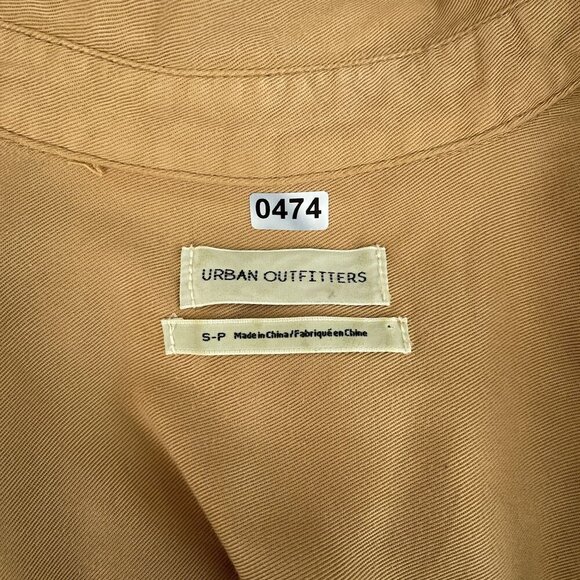 0474
URBAN OUTFITTERS
S-P Made in China/Fabriqué en Chine